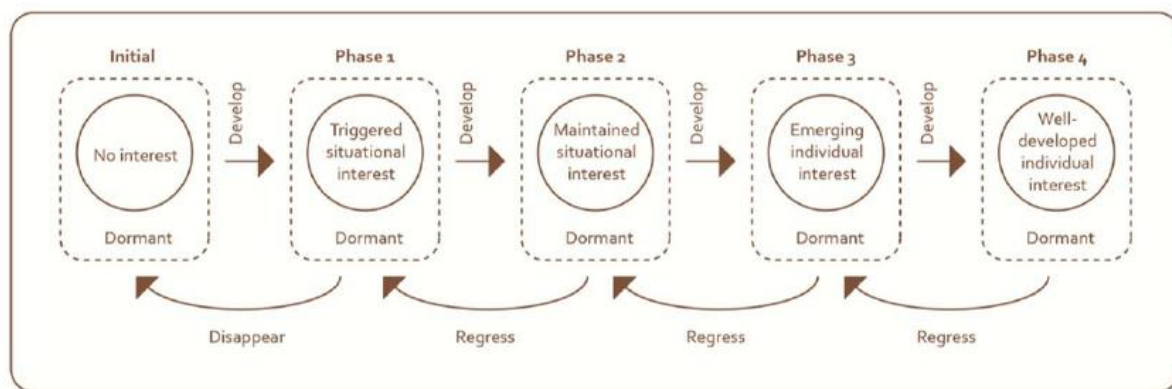 Initial
Phase 1
Phase 2
Phase 3
Phase 4
No interest
Develop
Triggered
situational
interest
Develop
Maintained
situational
interest
Develop
Emerging
individual
interest
Develop
Well-
developed
individual
interest
Dormant
Dormant
Dormant
Dormant
Dormant
Disappear
Regress
Regress
Regress